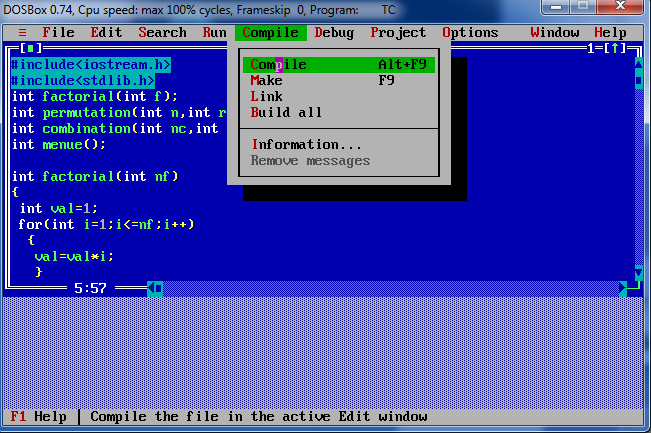 DOSBox 0.74, Cpu speed: max 100% cycles, Frameskip 0, Program: TC
≡ File Edit Search Run Compile Debug Project Options Window Help
[■] 1=[↑]
#include<iostream.h>
#include<stdlib.h>
int factorial(int f);
int permutation(int n,int r
int combination(int nc,int
int menue();
int factorial(int nf)
{
int val=1;
for(int i=1;i<=nf;i++)
{
val=val*i;
}
5:57
Compile Alt+F9
Make F9
Link
Build all
Information...
Remove messages
F1 Help | Compile the file in the active Edit window